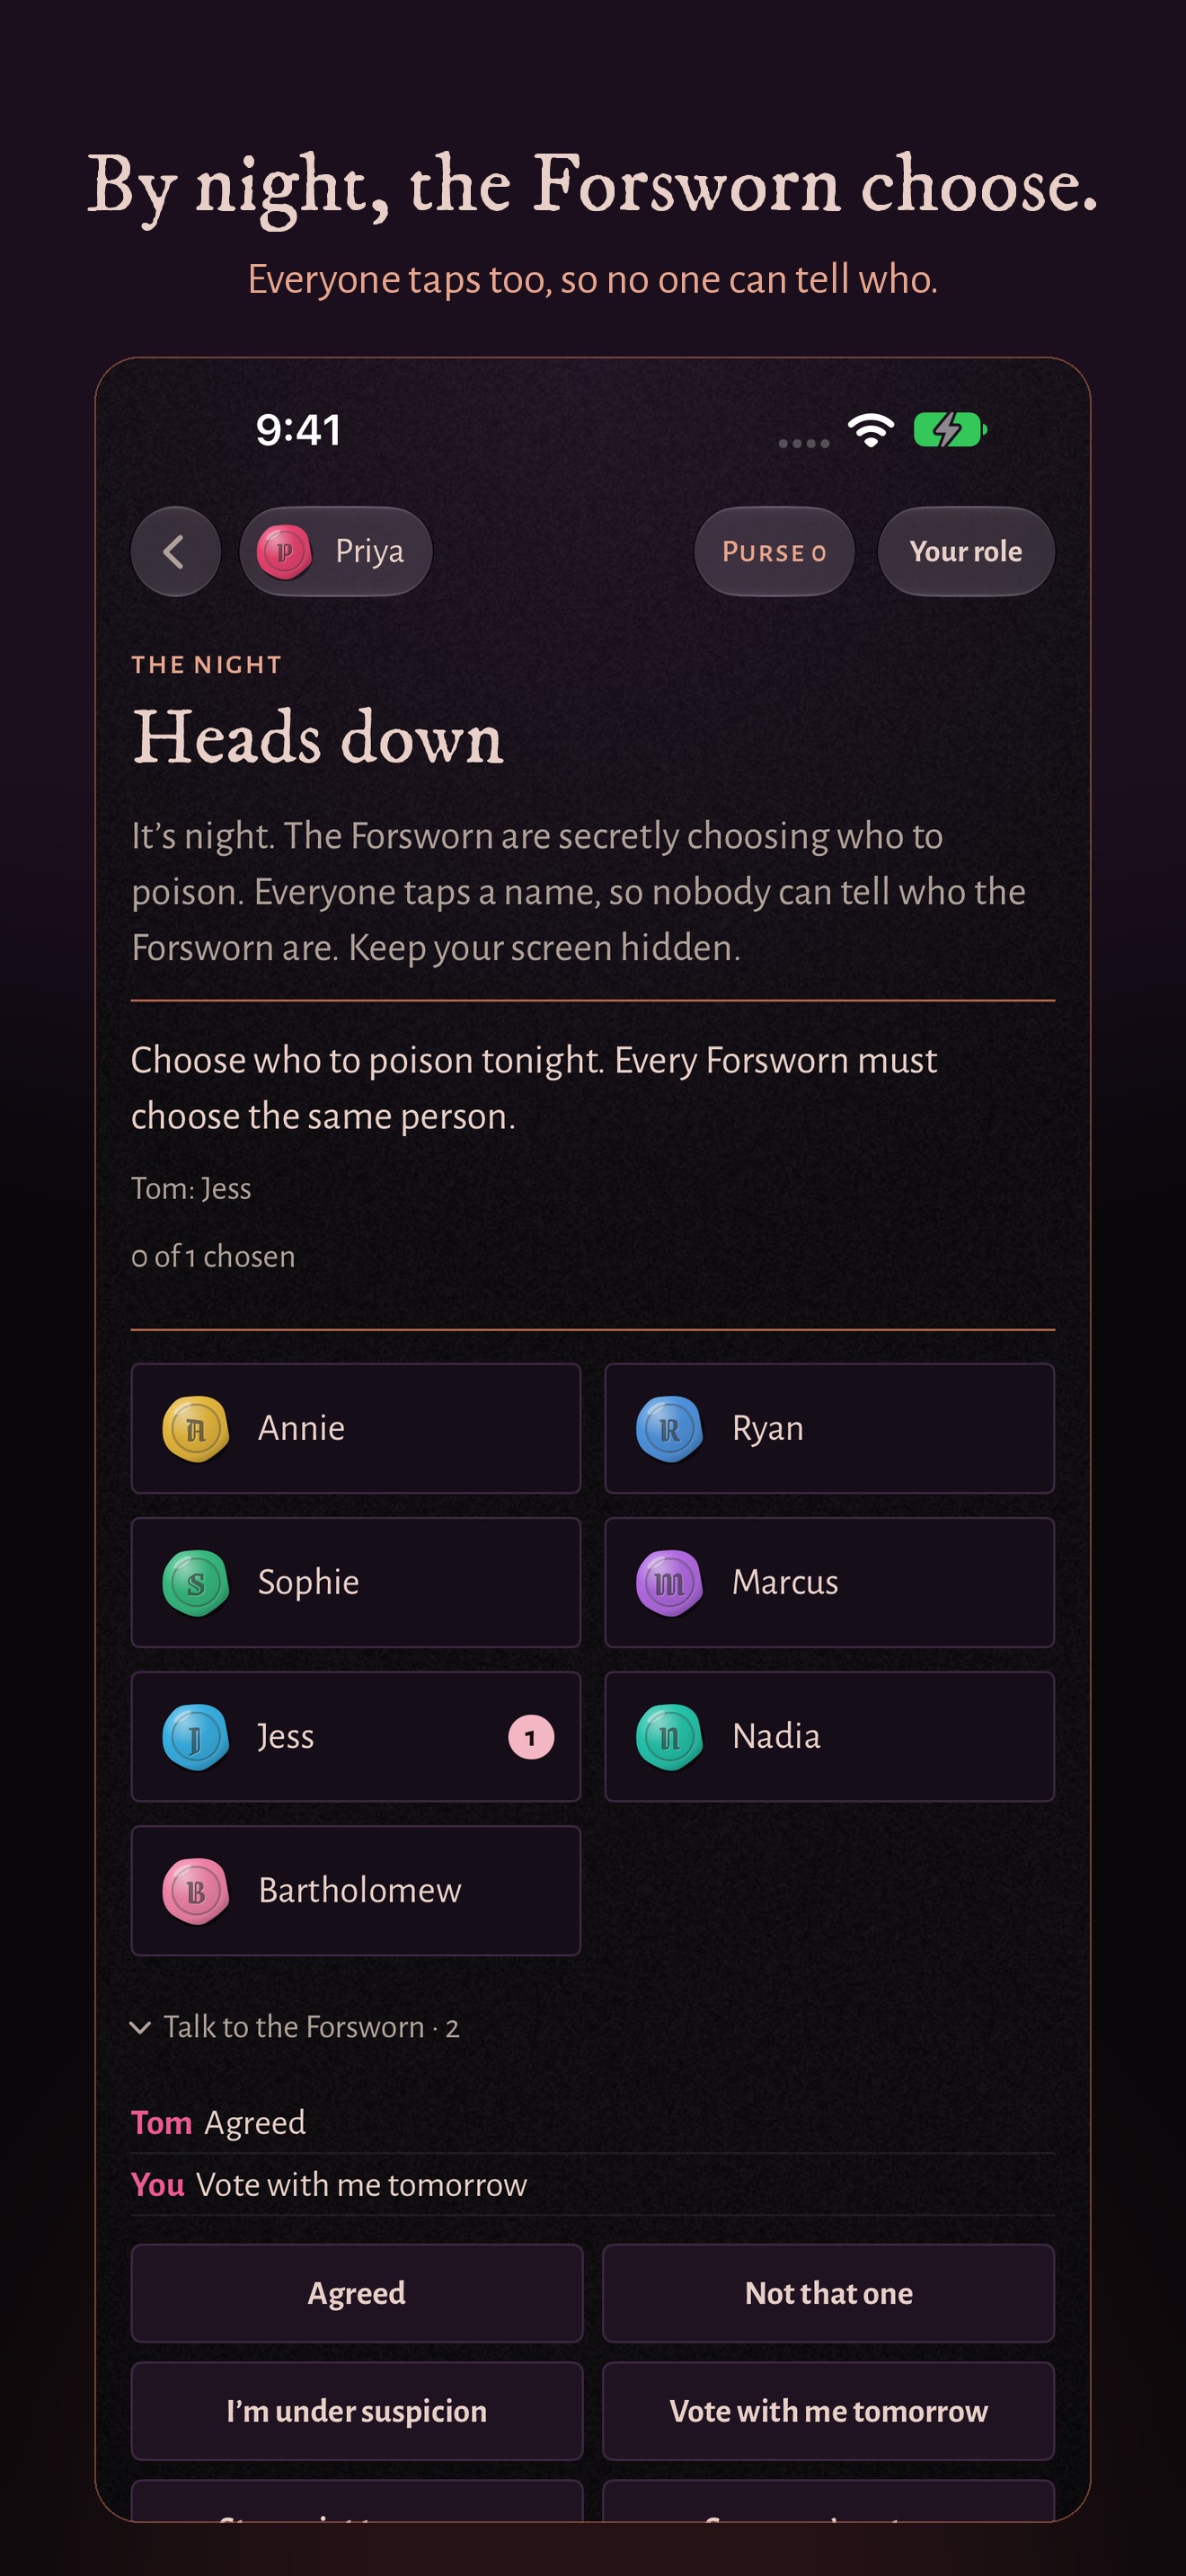 By night, the Forsworn choose.
Everyone taps too, so no one can tell who.
9:41
P Priya
PURSE 0
Your role
THE NIGHT
Heads down
It’s night. The Forsworn are secretly choosing who to
poison. Everyone taps a name, so nobody can tell who the
Forsworn are. Keep your screen hidden.
Choose who to poison tonight. Every Forsworn must
choose the same person.
Tom: Jess
0 of 1 chosen
A Annie
R Ryan
S Sophie
M Marcus
J Jess 1
N Nadia
B Bartholomew
Talk to the Forsworn · 2
Tom Agreed
You Vote with me tomorrow
Agreed
Not that one
I’m under suspicion
Vote with me tomorrow